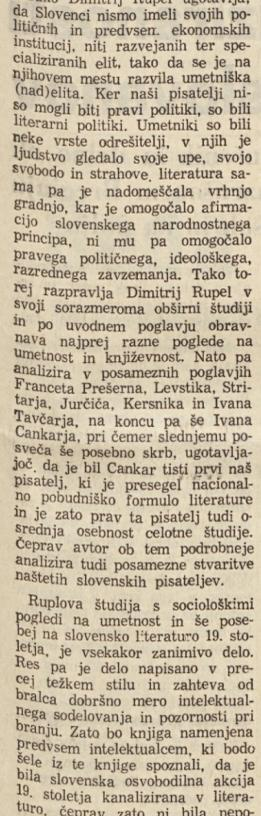 da Slovenci nismo imeli svojih po-
litičnih in predvsem ekonomskih
institucij, niti razvejanih ter spe-
cializiranih elit, tako da se je na
njihovem mestu razvila umetniška
(nad)elita. Ker naši pisatelji ni-
so mogli biti pravi politiki, so bili
literarni politiki. Umetniki so bili
neke vrste odrešitelji, v njih je
ljudstvo gledalo svoje upe, svojo
svobodo in strahove, literatura sa-
ma pa je nadomeščala vrhnjo
gradnjo, kar je omogočalo afirma-
cijo slovenskega narodnostnega
principa, ni mu pa omogočalo
pravega političnega, ideološkega,
razrednega zavzemanja. Tako to-
rej razpravlja Dimitrij Rupel v
svoji sorazmeroma obširni študiji
in po uvodnem poglavju obrav-
nava najprej razne poglede na
umetnost in književnost. Nato pa
analizira v posameznih poglavjih
Franceta Prešerna, Levstika, Stri-
tarja, Jurčiča, Kersnika in Ivana
Tavčarja, na koncu pa še Ivana
Cankarja, pri čemer slednjemu po-
sveča še posebno skrb, ugotavlja-
joč, da je bil Cankar tisti prvi naš
pisatelj, ki je presegel nacional-
no pobudniško formulo literature
in je zato prav ta pisatelj tudi o-
srednja osebnost celotne študije.
Čeprav avtor ob tem podrobneje
analizira tudi posamezne stvaritve
naštetih slovenskih pisateljev.
Ruplova študija s sociološkimi
pogledi na umetnost in še pose-
bej na slovensko literaturo 19. sto-
letja, je vsekakor zanimivo delo.
Res pa je delo napisano v pre-
cej težkem stilu in zahteva od
bralca dobršno mero intelektual-
nega sodelovanja in pozornosti pri
branju. Zato bo knjiga namenjena
predvsem intelektualcem, ki bodo
šele iz te knjige spoznali, da je
bila slovenska osvobodilna akcija
19. stoletja kanalizirana v litera-
turo, čeprav zato ni bila nepo-